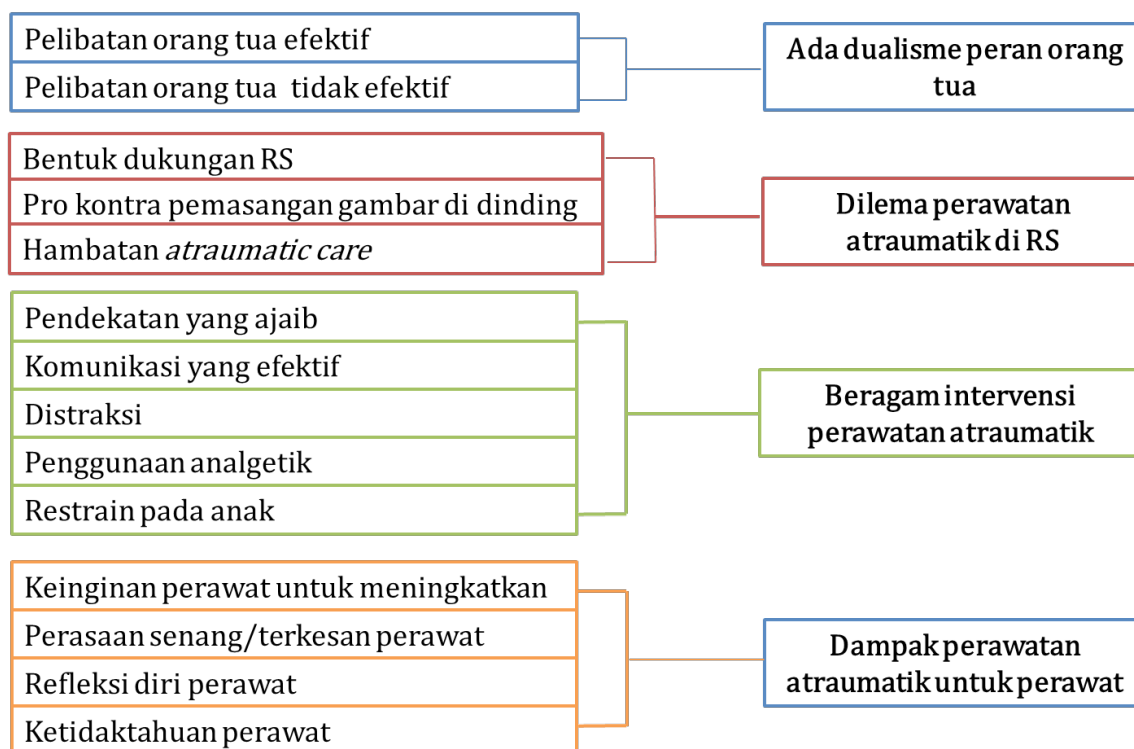 Pelibatan orang tua efektif
Pelibatan orang tua tidak efektif
Ada dualisme peran orang
tua
Bentuk dukungan RS
Pro kontra pemasangan gambar di dinding
Hambatan atraumatic care
Dilema perawatan
atraumatik di RS
Pendekatan yang ajaib
Komunikasi yang efektif
Distraksi
Penggunaan analgetik
Restrain pada anak
Beragam intervensi
perawatan atraumatik
Keinginan perawat untuk meningkatkan
Perasaan senang/terkesan perawat
Refleksi diri perawat
Ketidaktahuan perawat
Dampak perawatan
atraumatik untuk perawat